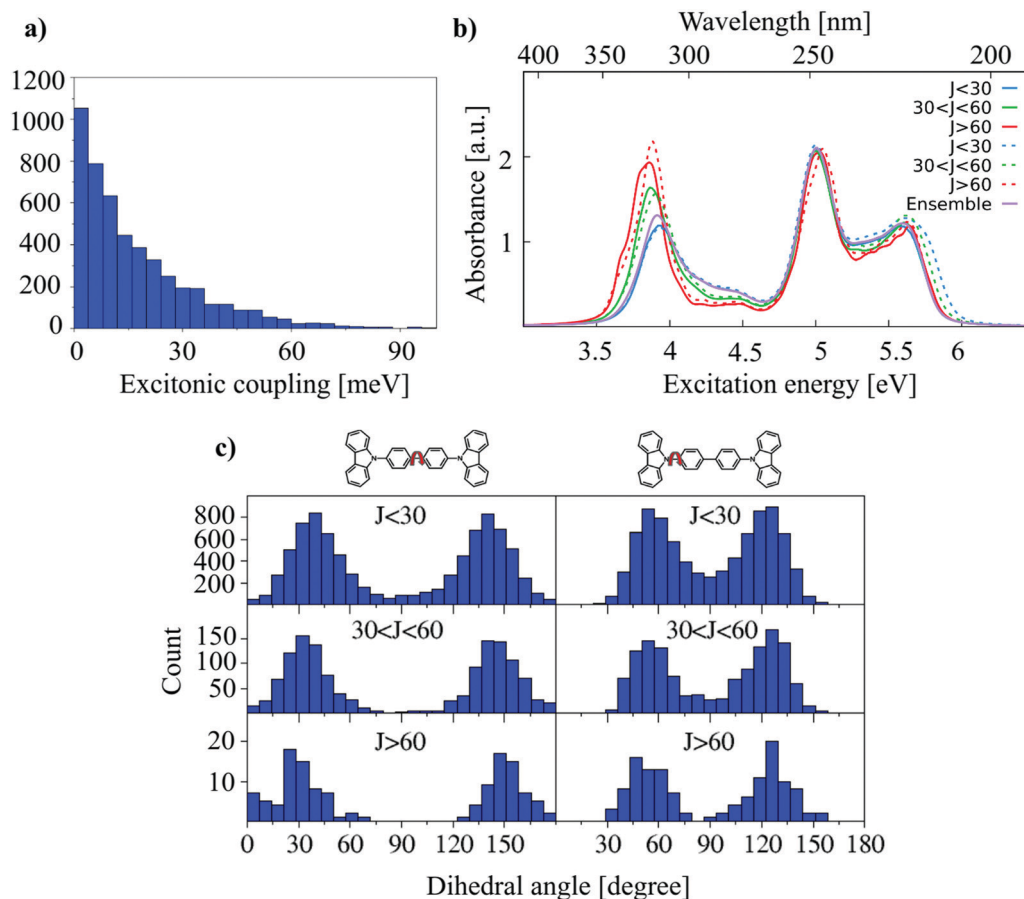 a)
1200
1000
800
600
400
200
0
0 30 60 90
Excitonic coupling [meV]
b)
Wavelength [nm]
400 350 300 250 200
Absorbance [a.u.]
2
1
J<30
30<J<60
J>60
J<30
30<J<60
J>60
Ensemble
3.5 4 4.5 5 5.5 6
Excitation energy [eV]
c)
N N
N N
Count
800
600
400
200
J<30
J<30
150
100
50
30<J<60
30<J<60
20
10
J>60
J>60
0 30 60 90 120 150 0 30 60 90 120 150 180
Dihedral angle [degree]